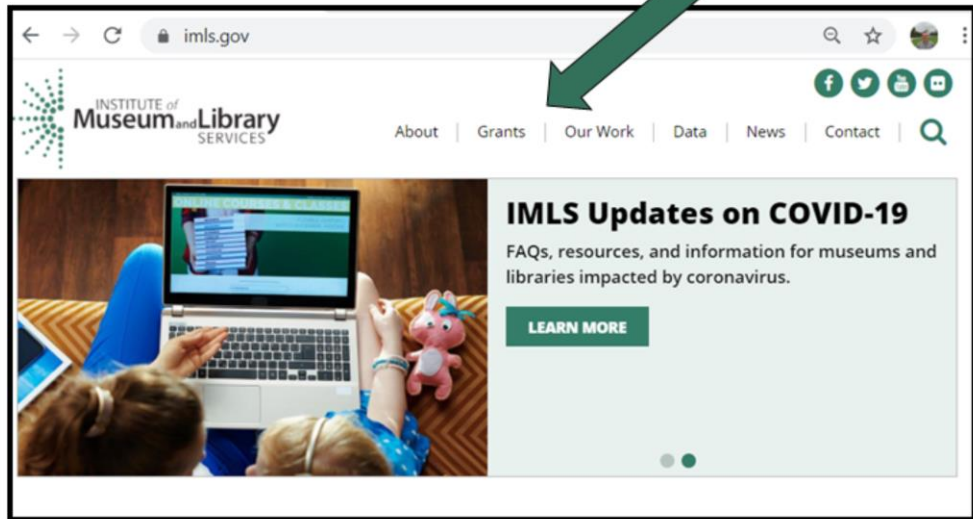 imls.gov
INSTITUTE of
Museum and Library
SERVICES
About | Grants | Our Work | Data | News | Contact
ONLINE COURSES & CLASSES
IMLS Updates on COVID-19
FAQs, resources, and information for museums and
libraries impacted by coronavirus.
LEARN MORE